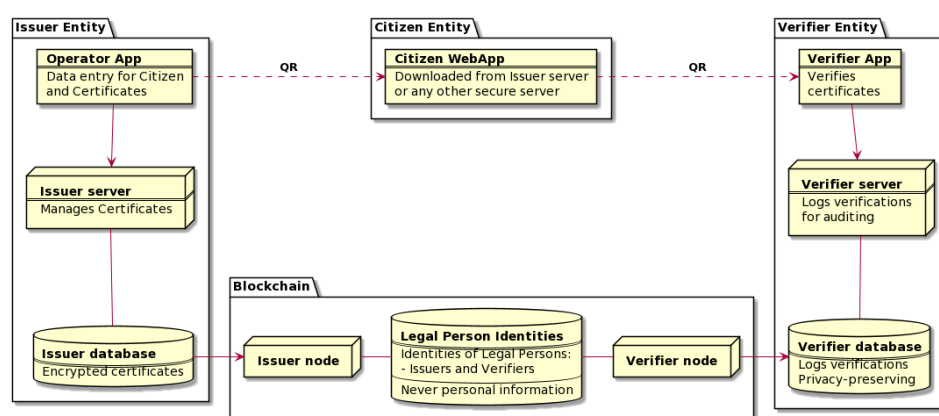 Issuer Entity
Operator App
Data entry for Citizen
and Certificates
Issuer server
Manages Certificates
Issuer database
Encrypted certificates
QR
Citizen Entity
Citizen WebApp
Downloaded from Issuer server
or any other secure server
QR
Verifier Entity
Verifier App
Verifies
certificates
Verifier server
Logs verifications
for auditing
Verifier database
Logs verifications
Privacy-preserving
Blockchain
Issuer node
Legal Person Identities
Identities of Legal Persons:
- Issuers and Verifiers
Never personal information
Verifier node